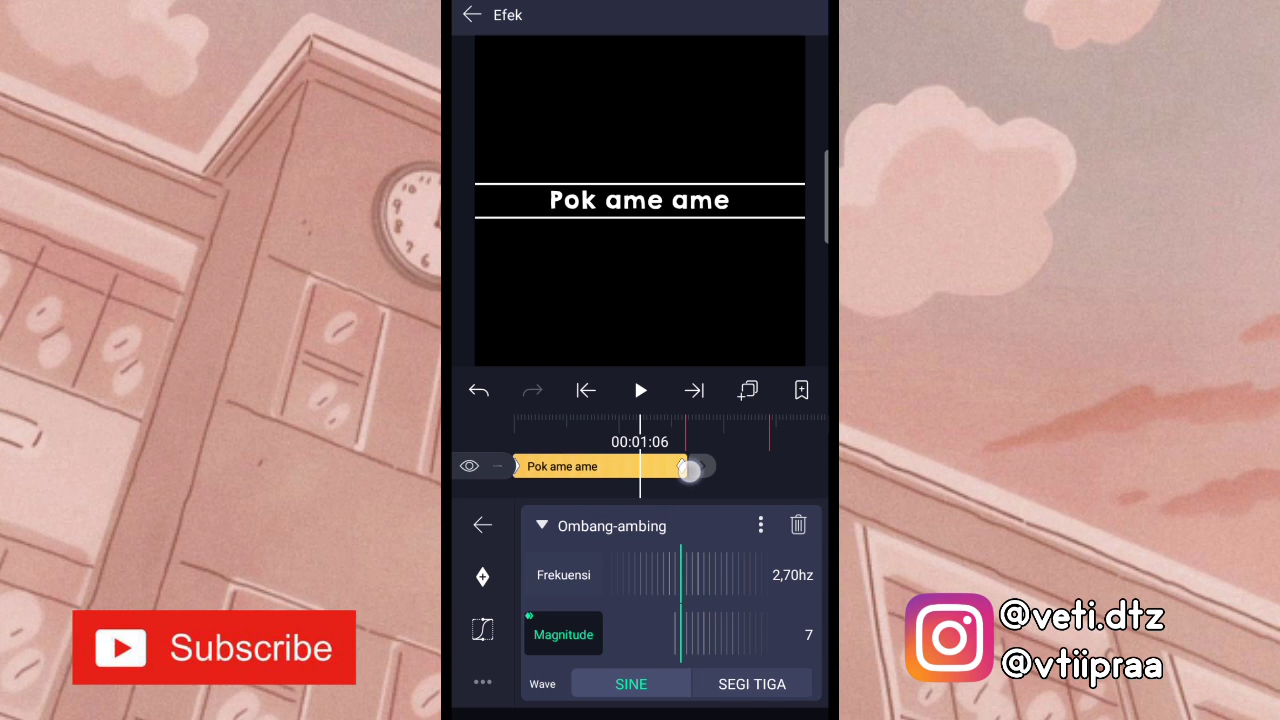 Efek
Pok ame ame
00:01:06
Pok ame ame
Ombang-ambing
Frekuensi
2,70hz
Magnitude
7
Wave
SINE
SEGI TIGA
Subscribe
@veti.dtz
@vtiipraa